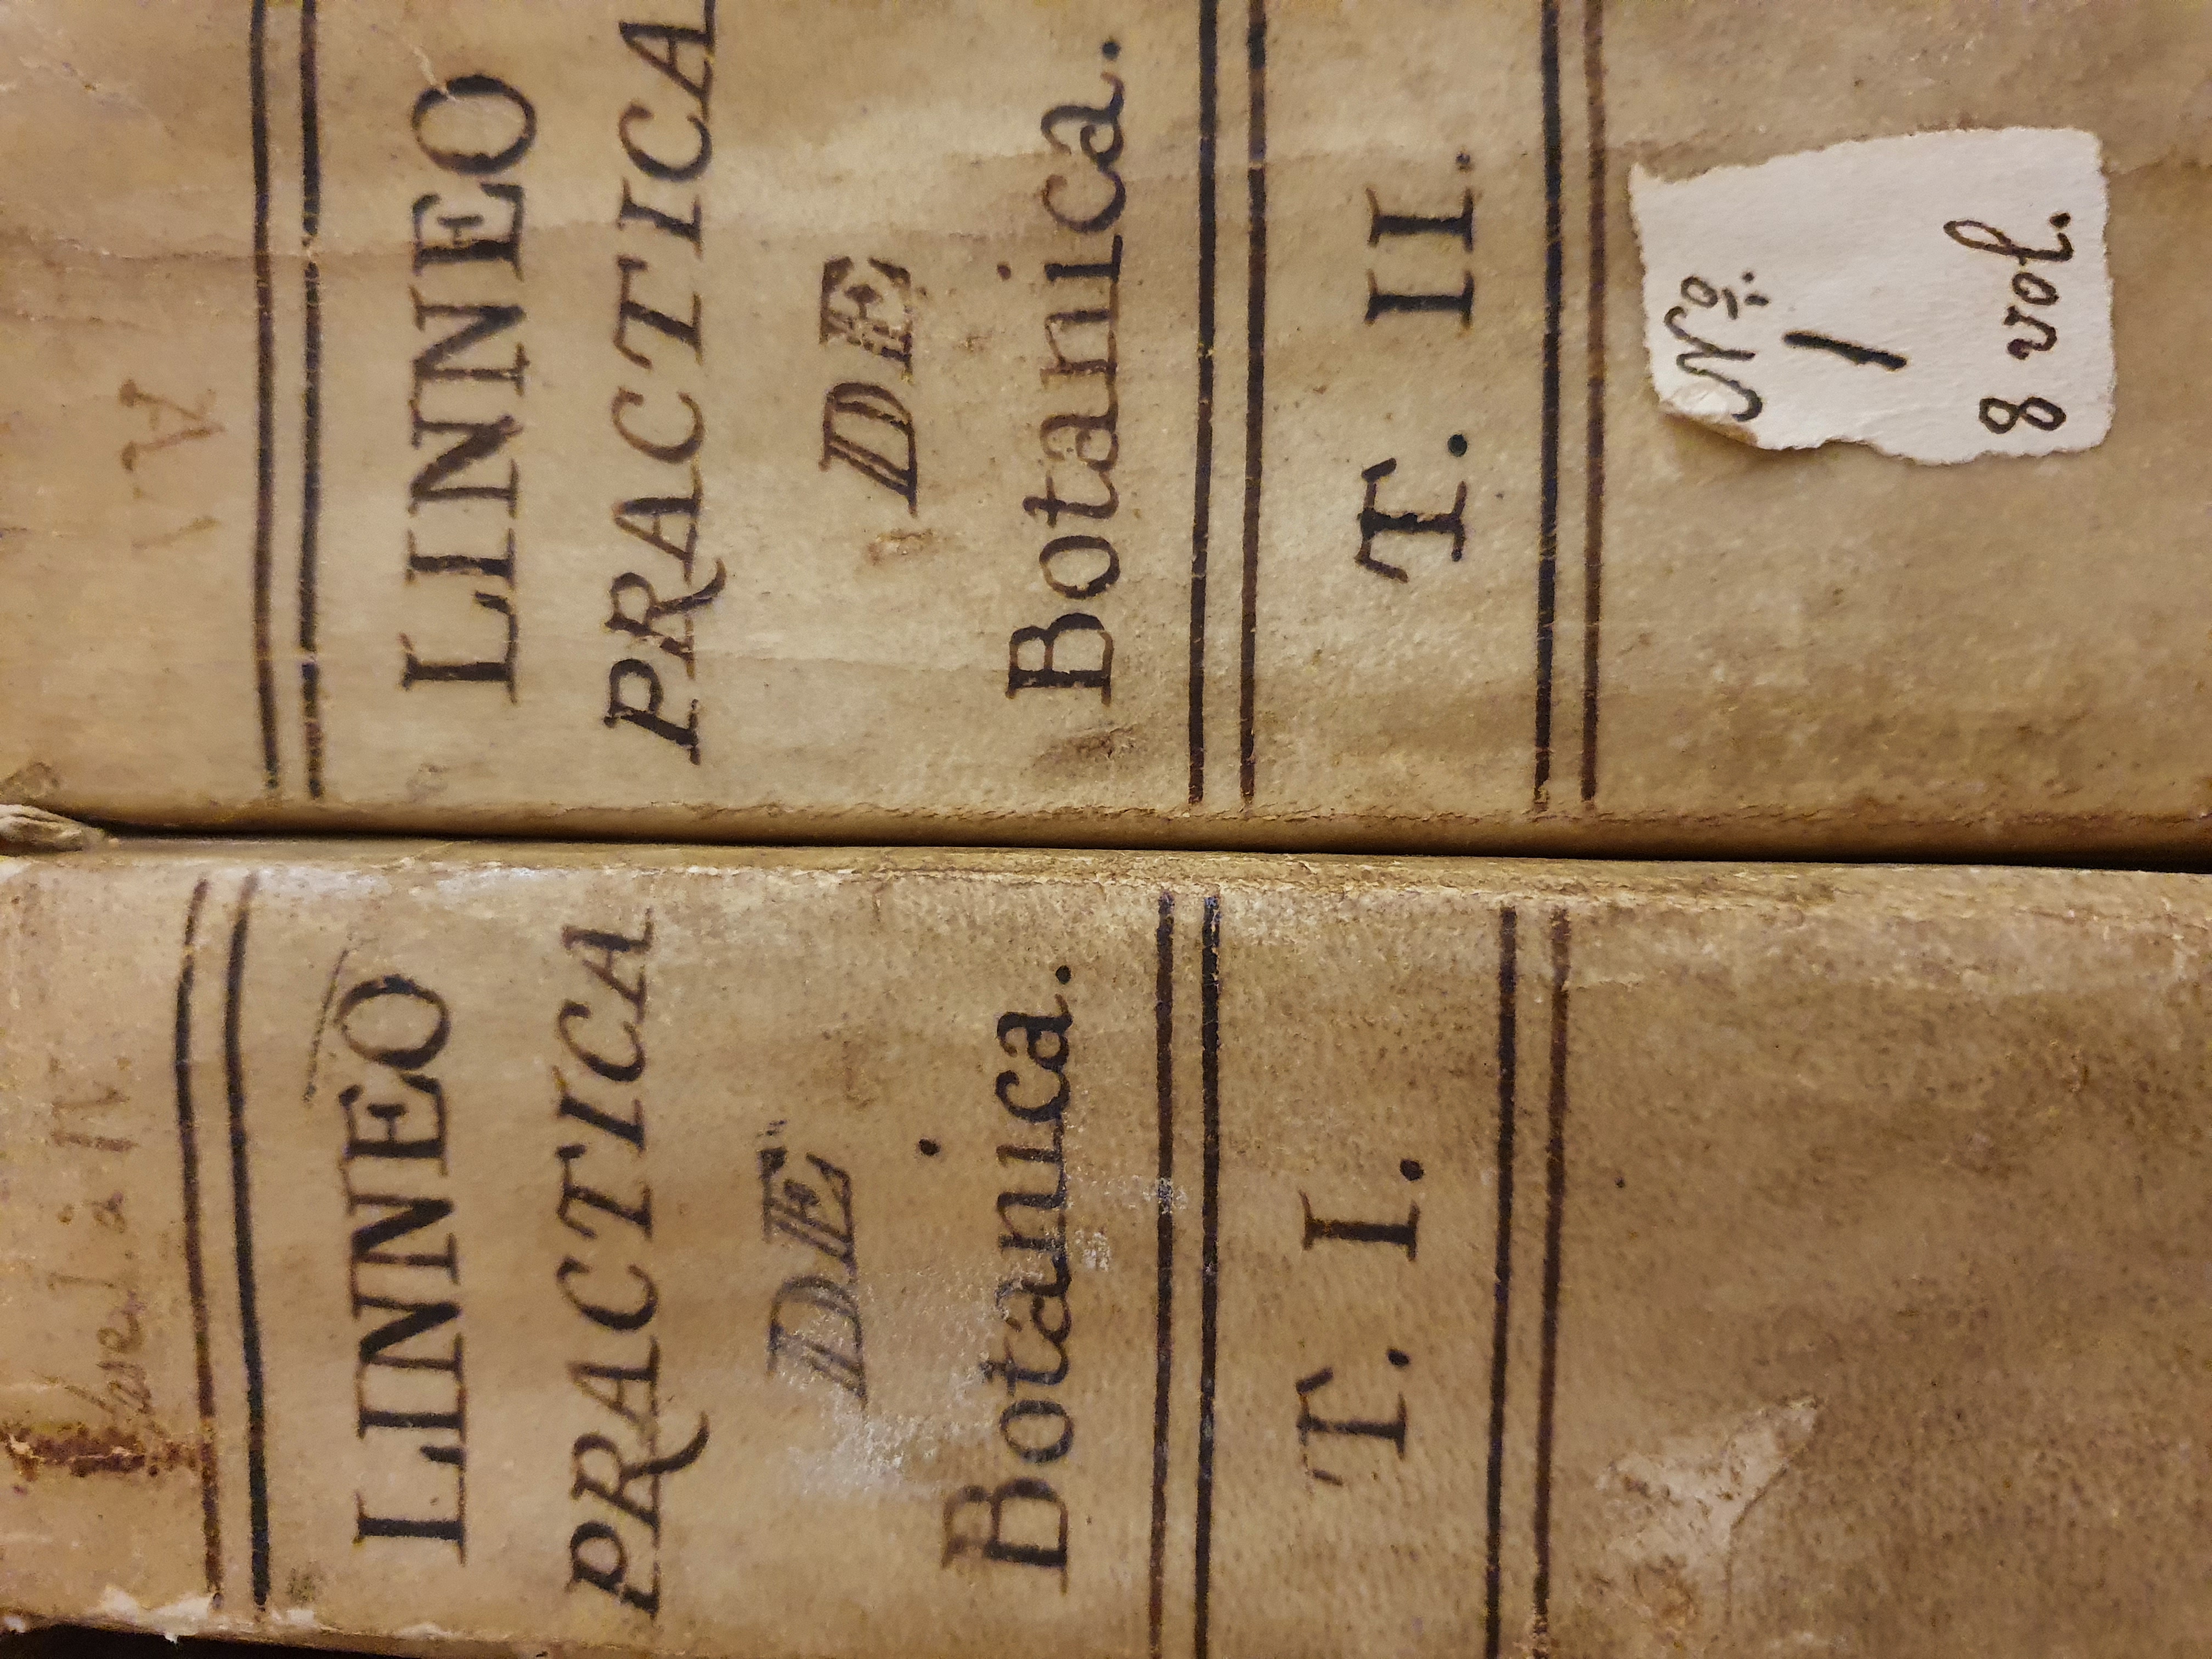 LINNEO
PRACTICA
DE
Botanica.
T. I.
LINNEO
PRACTICA
DE
Botanica.
T. II.
Nº
1
8 vol.